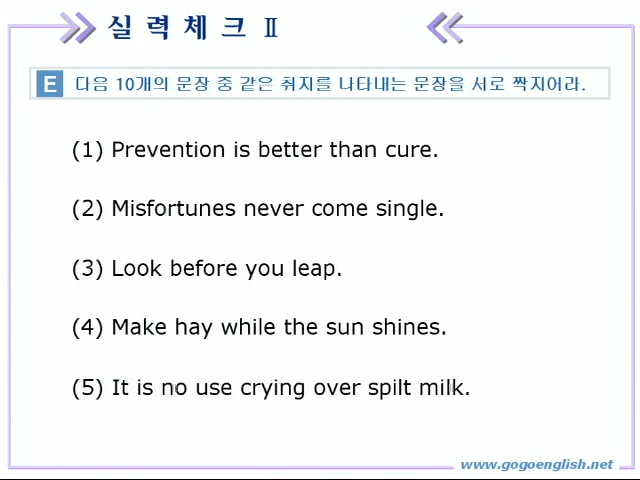 실 력 체 크 Ⅱ
E 다음 10개의 문장 중 같은 취지를 나타내는 문장을 서로 짝지어라.
(1) Prevention is better than cure.
(2) Misfortunes never come single.
(3) Look before you leap.
(4) Make hay while the sun shines.
(5) It is no use crying over spilt milk.
www.gogoenglish.net